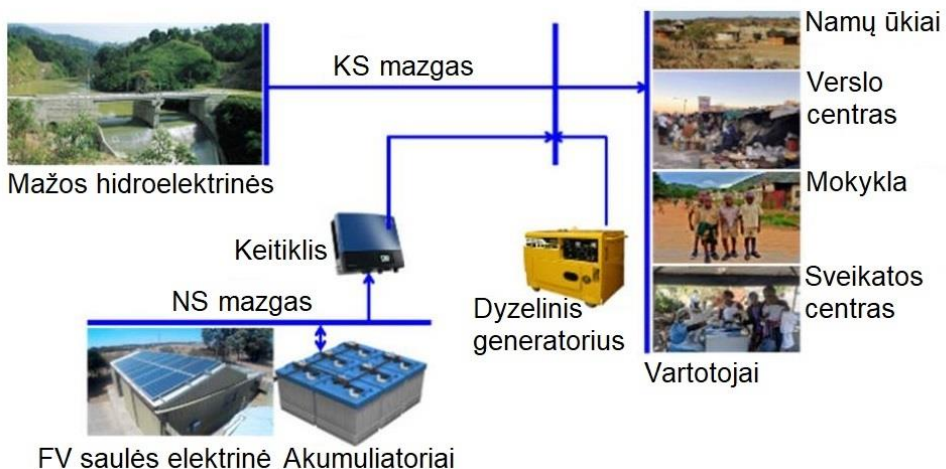 KS mazgas
Namų ūkiai
Verslo
centras
Mažos hidroelektrinės
Mokykla
Keitiklis
Sveikatos
centras
NS mazgas
Dyzelinis
generatorius
Vartotojai
FV saulės elektrinė
Akumuliatoriai